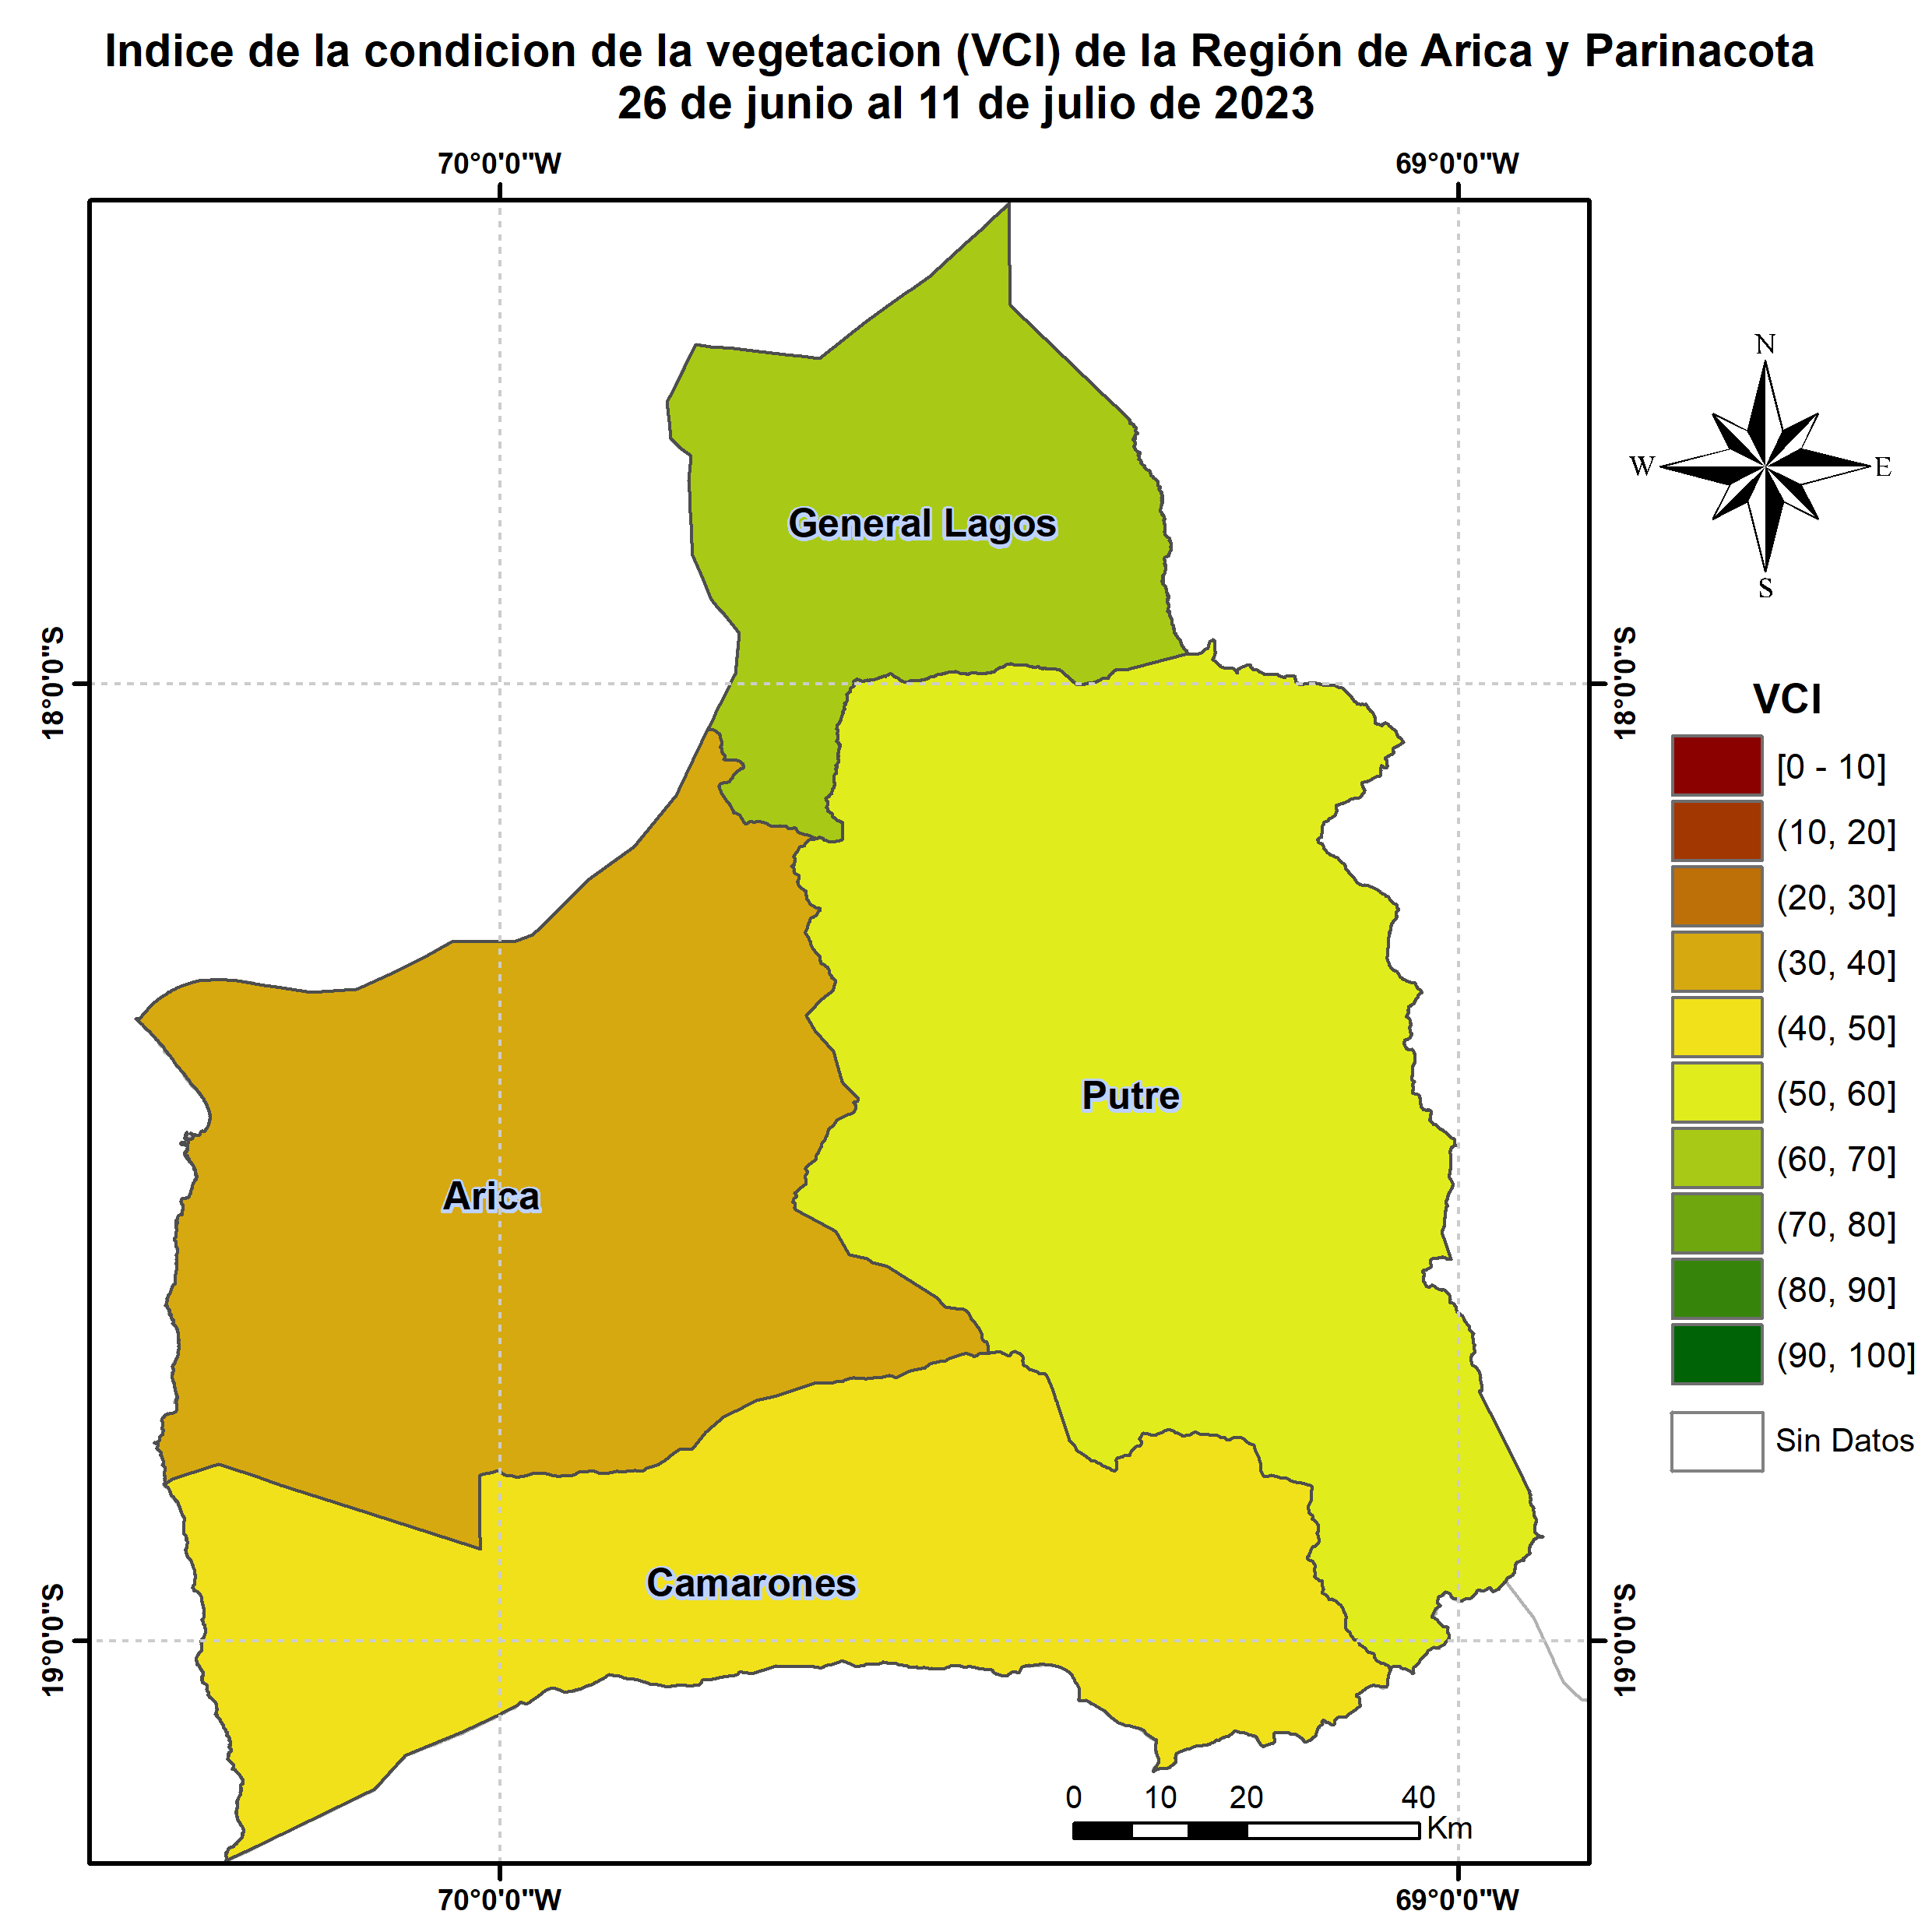 Indice de la condicion de la vegetacion (VCI) de la Región de Arica y Parinacota
26 de junio al 11 de julio de 2023
70°0'0"W
69°0'0"W
N
W
E
S
General Lagos
18°0'0"S
18°0'0"S
VCI
[0 - 10]
(10, 20]
(20, 30]
(30, 40]
(40, 50]
(50, 60]
(60, 70]
(70, 80]
(80, 90]
(90, 100]
Sin Datos
Putre
Arica
Camarones
19°0'0"S
19°0'0"S
0 10 20 40
Km
70°0'0"W
69°0'0"W